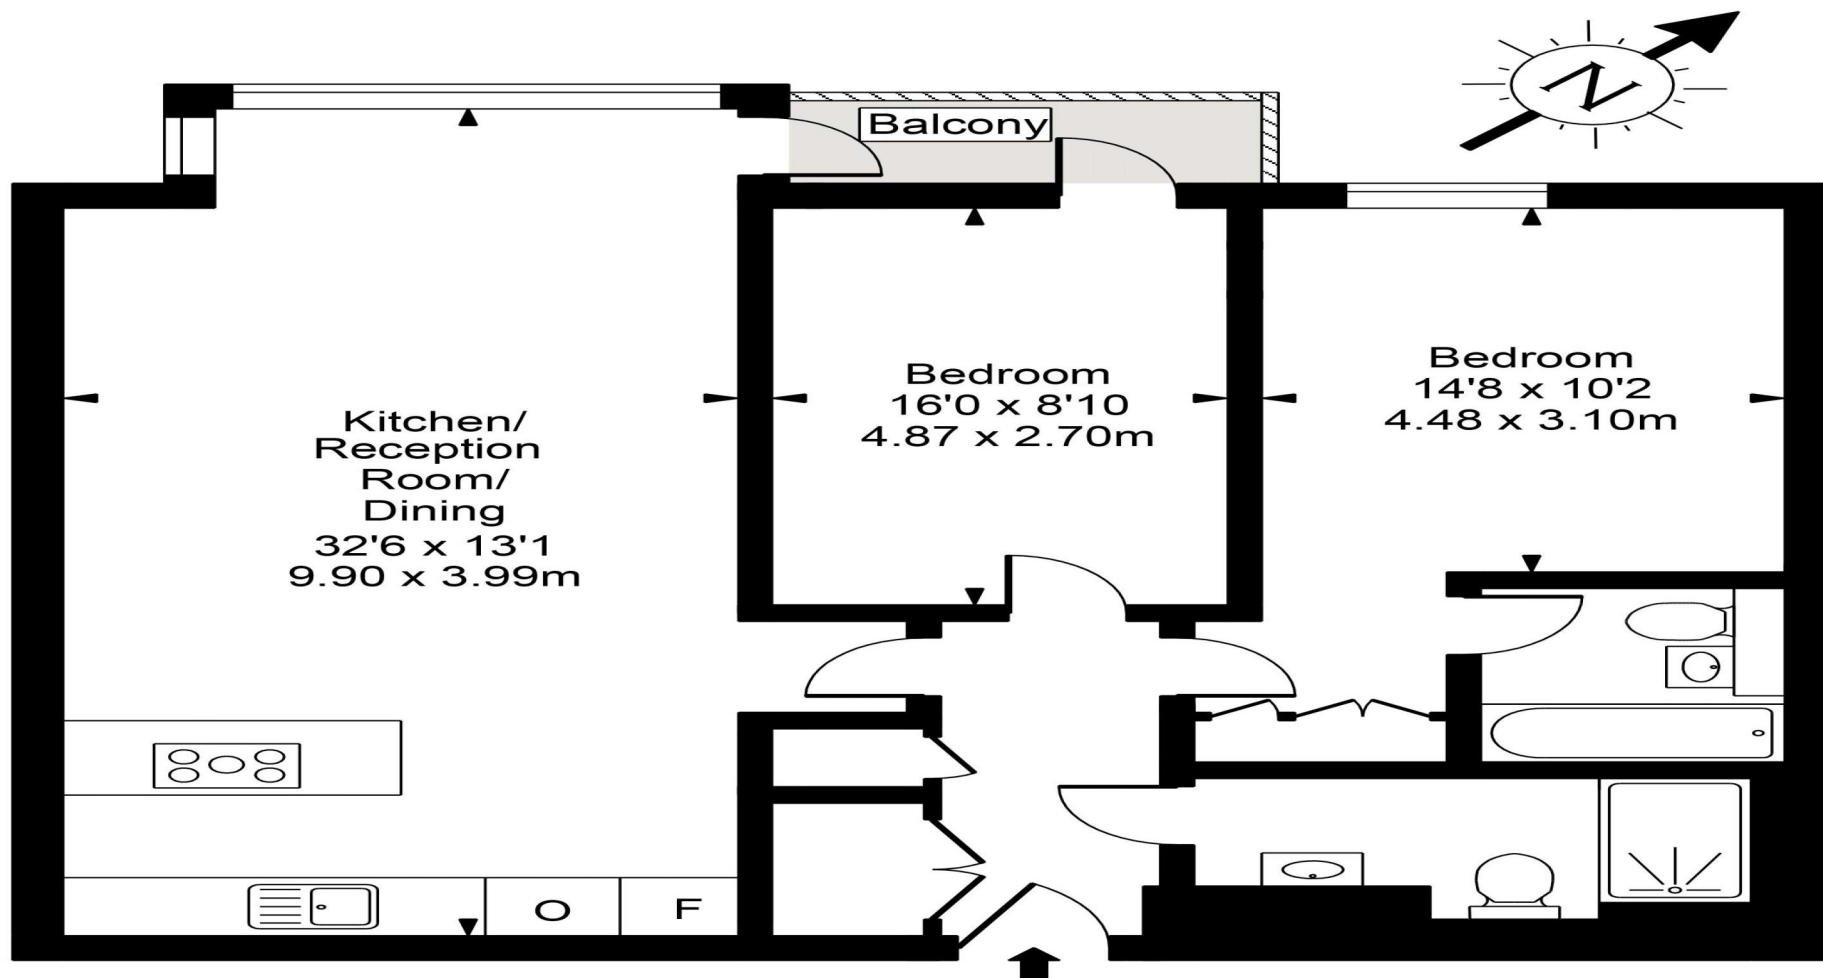 N
Balcony
Kitchen/
Reception
Room/
Dining
32'6 x 13'1
9.90 x 3.99m
Bedroom
16'0 x 8'10
4.87 x 2.70m
Bedroom
14'8 x 10'2
4.48 x 3.10m
O
F